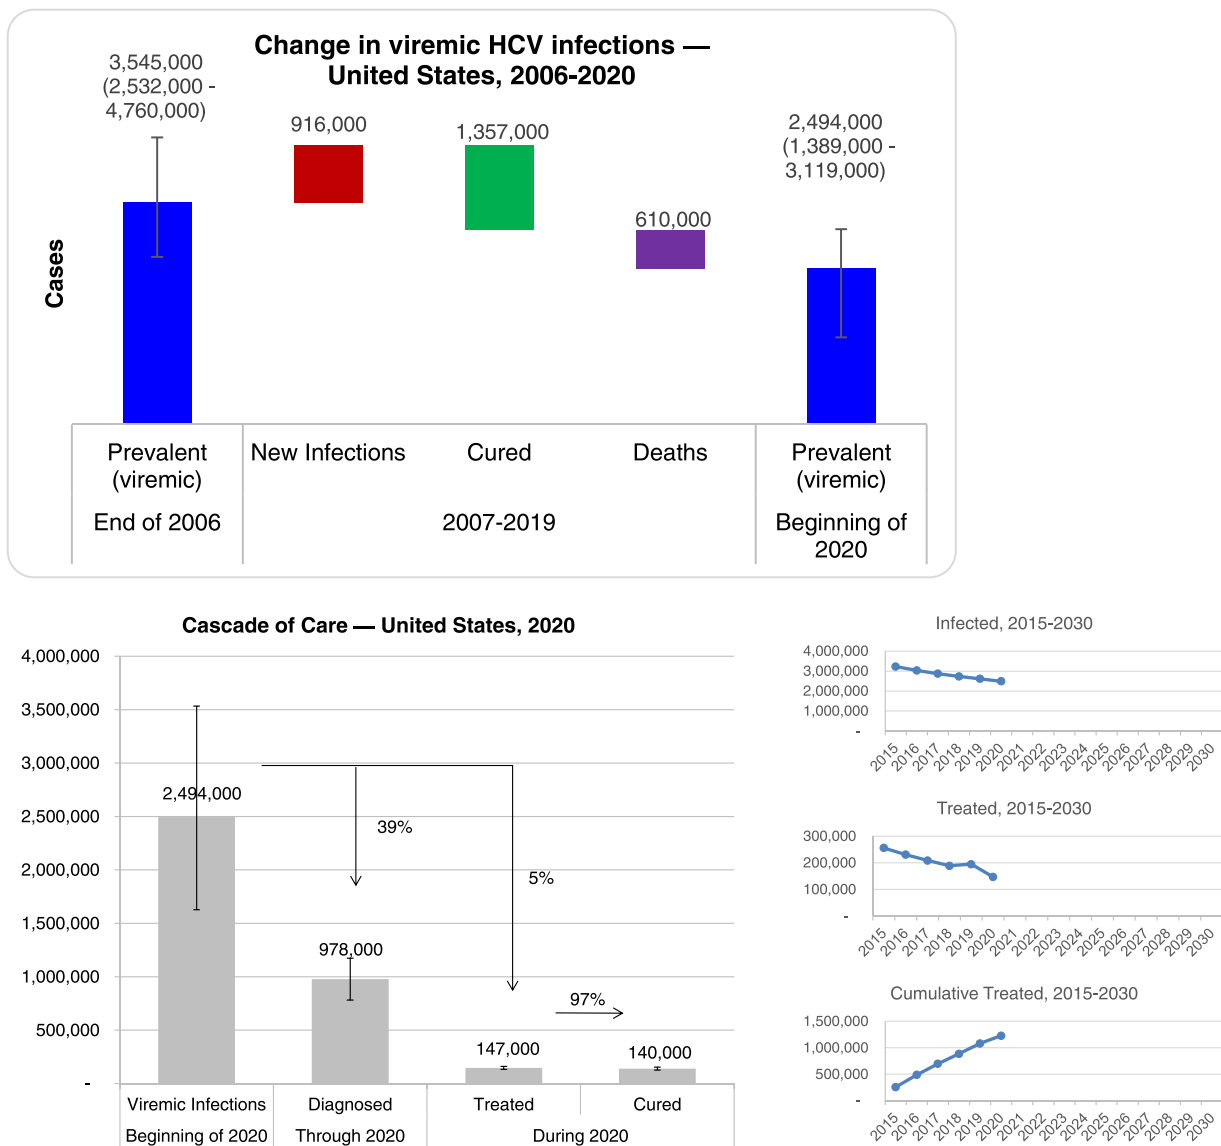 Change in viremic HCV infections —
United States, 2006-2020
3,545,000
(2,532,000 -
4,760,000)
916,000
1,357,000
610,000
2,494,000
(1,389,000 -
3,119,000)
Cases
Prevalent
(viremic)
New Infections
Cured
Deaths
Prevalent
(viremic)
End of 2006
2007-2019
Beginning of
2020
Cascade of Care — United States, 2020
4,000,000
3,500,000
3,000,000
2,500,000
2,000,000
1,500,000
1,000,000
500,000
-
2,494,000
39%
5%
978,000
97%
147,000
140,000
Viremic Infections
Diagnosed
Treated
Cured
Beginning of 2020
Through 2020
During 2020
Infected, 2015-2030
4,000,000
3,000,000
2,000,000
1,000,000
-
2015 2016 2017 2018 2019 2020 2021 2022 2023 2024 2025 2026 2027 2028 2029 2030
Treated, 2015-2030
300,000
200,000
100,000
-
2015 2016 2017 2018 2019 2020 2021 2022 2023 2024 2025 2026 2027 2028 2029 2030
Cumulative Treated, 2015-2030
1,500,000
1,000,000
500,000
-
2015 2016 2017 2018 2019 2020 2021 2022 2023 2024 2025 2026 2027 2028 2029 2030